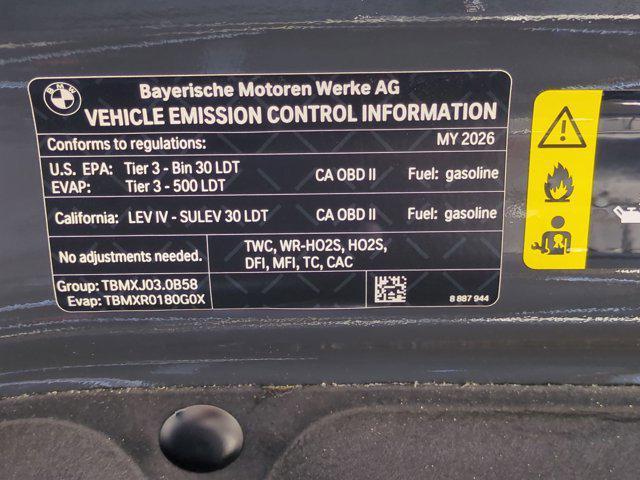 BMW
Bayerische Motoren Werke AG
VEHICLE EMISSION CONTROL INFORMATION
Conforms to regulations: MY 2026
U.S. EPA: Tier 3 - Bin 30 LDT CA OBD II Fuel: gasoline
EVAP: Tier 3 - 500 LDT
California: LEV IV - SULEV 30 LDT CA OBD II Fuel: gasoline
No adjustments needed.
TWC, WR-HO2S, HO2S,
DFI, MFI, TC, CAC
Group: TBMXJ03.0B58
Evap: TBMXR0180G0X
8 887 944